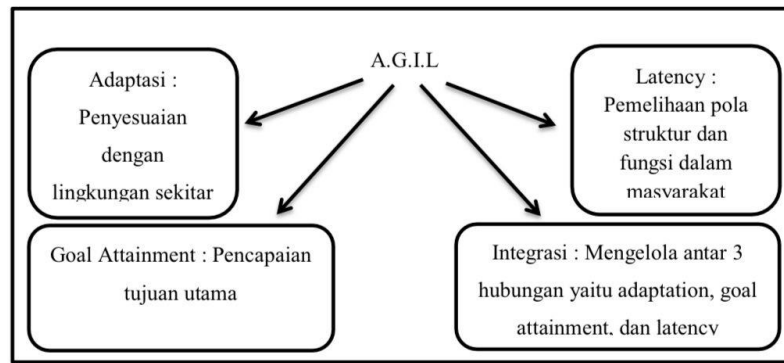 A.G.I.L
Adaptasi :
Penyesuaian
dengan
lingkungan sekitar
Latency :
Pemelihaan pola
struktur dan
fungsi dalam
masyarakat
Goal Attainment : Pencapaian
tujuan utama
Integrasi : Mengelola antar 3
hubungan yaitu adaptation, goal
attainment, dan latency